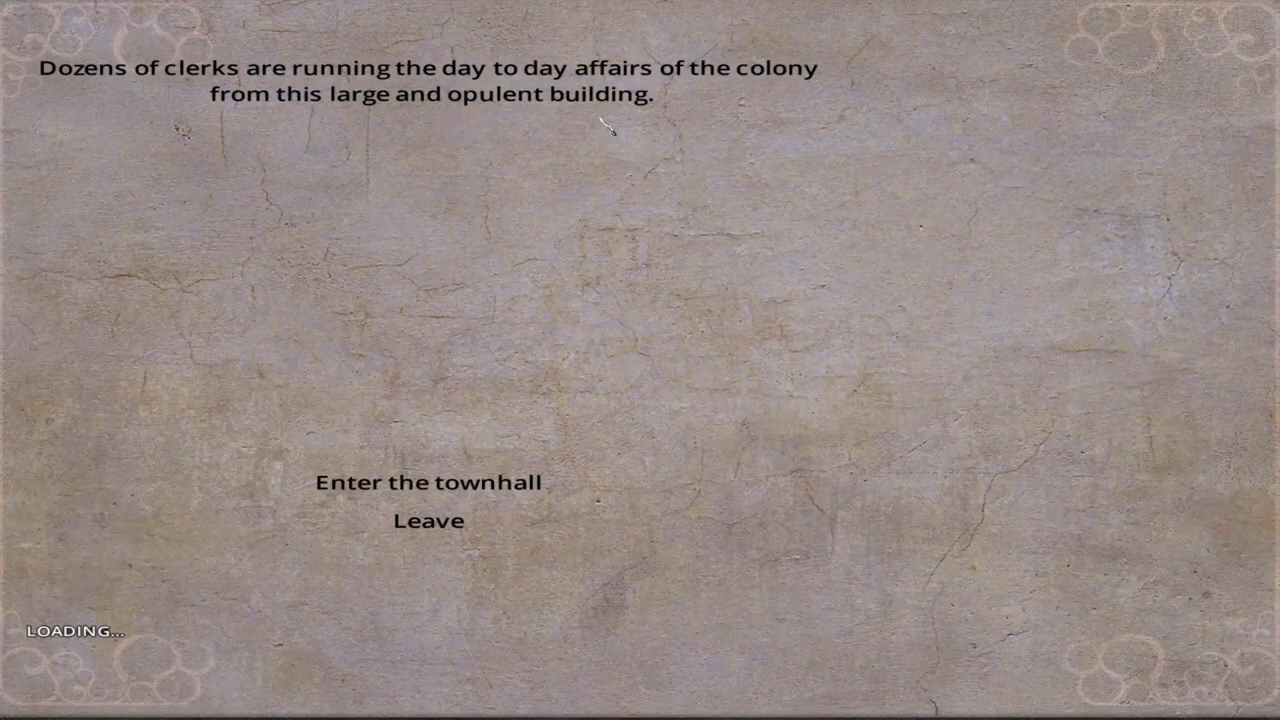 Dozens of clerks are running the day to day affairs of the colony
from this large and opulent building.
Enter the townhall
Leave
LOADING...